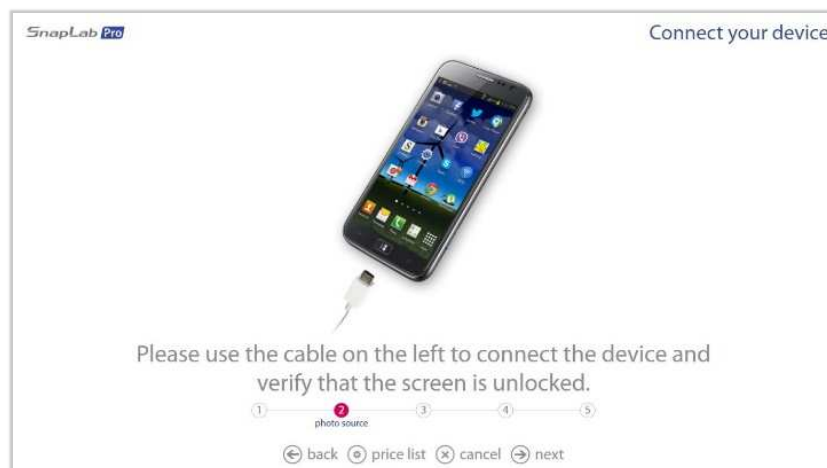 SnapLab Pro
Connect your device
Please use the cable on the left to connect the device and
verify that the screen is unlocked.
1 2 3 4 5
photo source
back price list cancel next